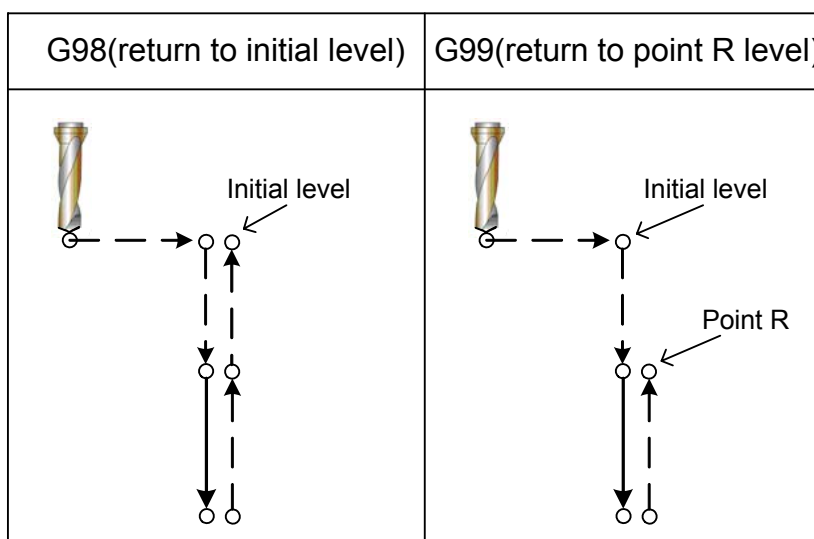 G98(return to initial level)
G99(return to point R level)
Initial level
Initial level
Point R